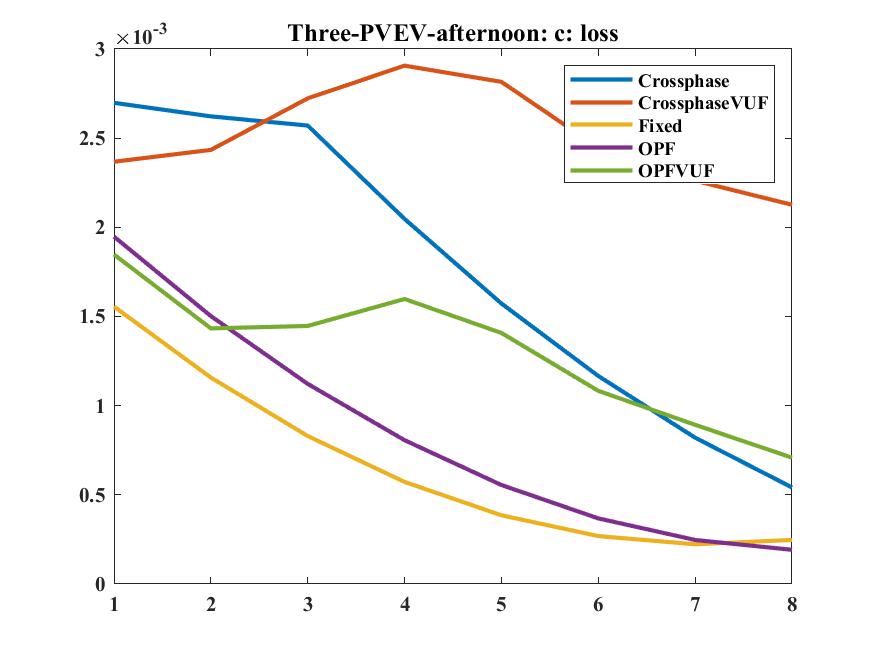 Three-PVEV-afternoon: c: loss
×10-3
3
2.5
2
1.5
1
0.5
0
1 2 3 4 5 6 7 8
Crossphase
CrossphaseVUF
Fixed
OPF
OPFVUF